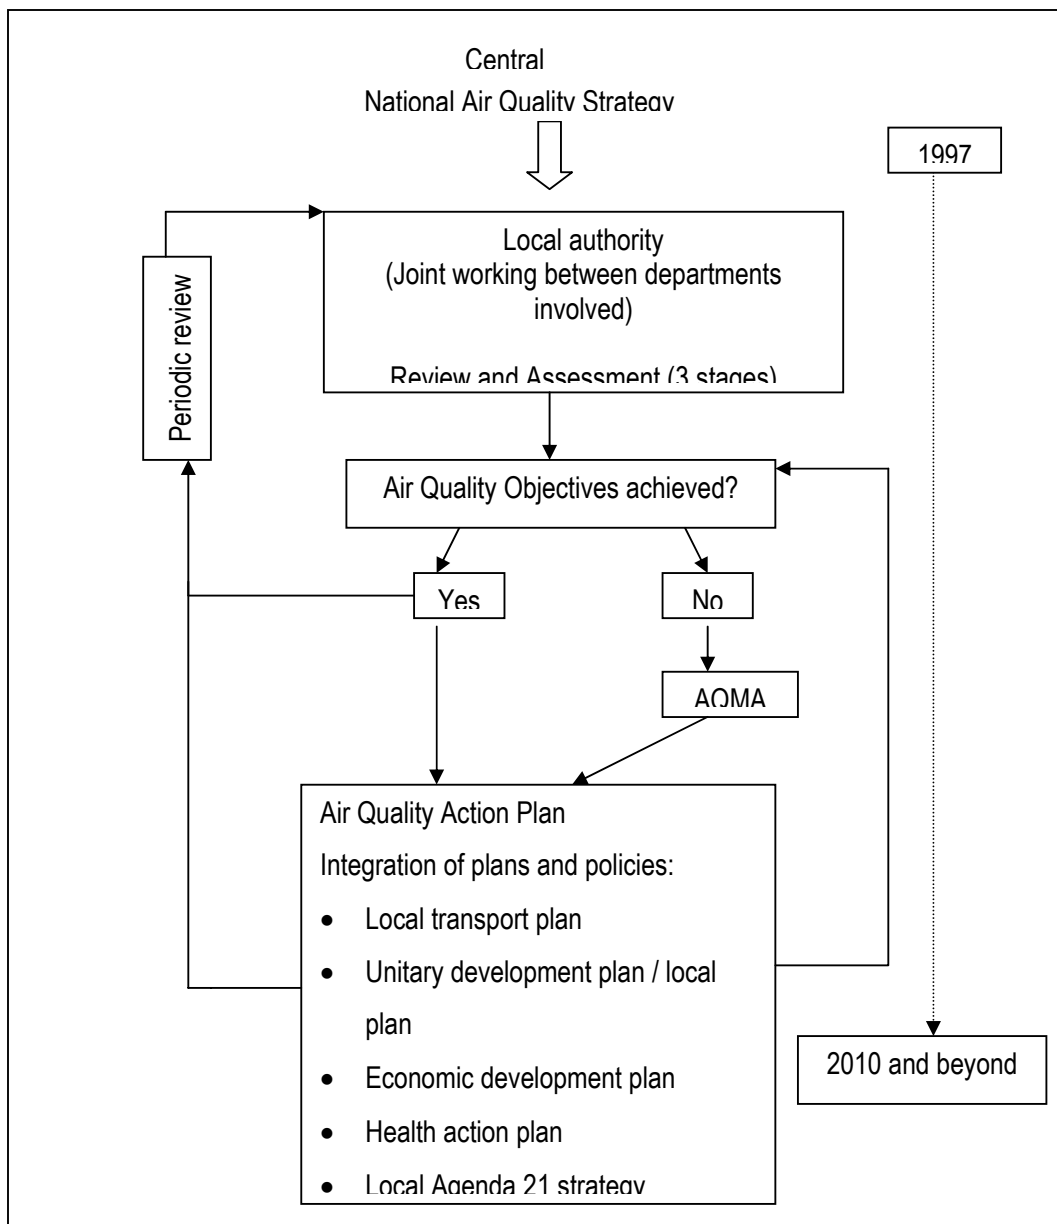 Central
National Air Quality Strategy
1997
Local authority
(Joint working between departments
involved)
Review and Assessment (3 stages)
Periodic review
Air Quality Objectives achieved?
Yes
No
AQMA
Air Quality Action Plan
Integration of plans and policies:
• Local transport plan
• Unitary development plan / local
plan
• Economic development plan
• Health action plan
• Local Agenda 21 strategy
2010 and beyond